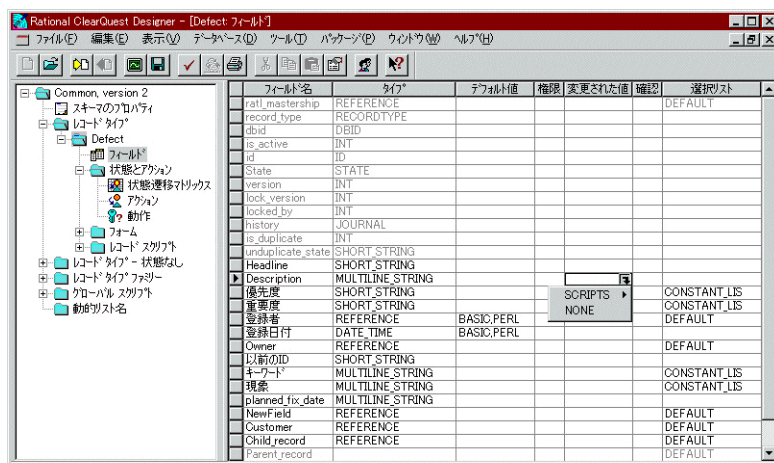 Rational ClearQuest Designer - [Defect: フィールド]
ファイル(F) 編集(E) 表示(V) データベース(D) ツール(T) パッケージ(P) ウィンドウ(W) ヘルプ(H)
Common, version 2
スキーマのプロパティ
レコード タイプ
Defect
フィールド
状態とアクション
状態遷移マトリックス
アクション
動作
フォーム
レコード スクリプト
レコード タイプ - 状態なし
レコード タイプ ファミリー
グローバル スクリプト
動的リスト名
フィールド名 タイプ デフォルト値 権限 変更された値 確認 選択リスト
ratl_mastership REFERENCE DEFAULT
record_type RECORDTYPE
dbid DBID
is_active INT
id ID
State STATE
version INT
lock_version INT
locked_by INT
history JOURNAL
is_duplicate INT
unduplicate_state SHORT_STRING
Headline SHORT_STRING
Description MULTILINE_STRING
優先度 SHORT_STRING CONSTANT_LIS
重要度 SHORT_STRING CONSTANT_LIS
登録者 REFERENCE BASIC,PERL DEFAULT
登録日付 DATE_TIME BASIC,PERL
Owner REFERENCE DEFAULT
以前のID SHORT_STRING
キーワード MULTILINE_STRING CONSTANT_LIS
現象 MULTILINE_STRING CONSTANT_LIS
planned_fix_date MULTILINE_STRING
NewField REFERENCE DEFAULT
Customer REFERENCE DEFAULT
Child_record REFERENCE DEFAULT
Parent_record DEFAULT
SCRIPTS
NONE